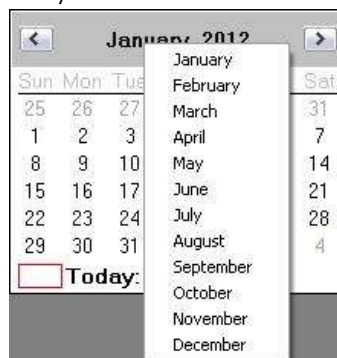 January 2012
Sun Mon Tue Sat
25 26 27 31
1 2 3 7
8 9 10 14
15 16 17 21
22 23 24 28
29 30 31 4
Today:
January
February
March
April
May
June
July
August
September
October
November
December